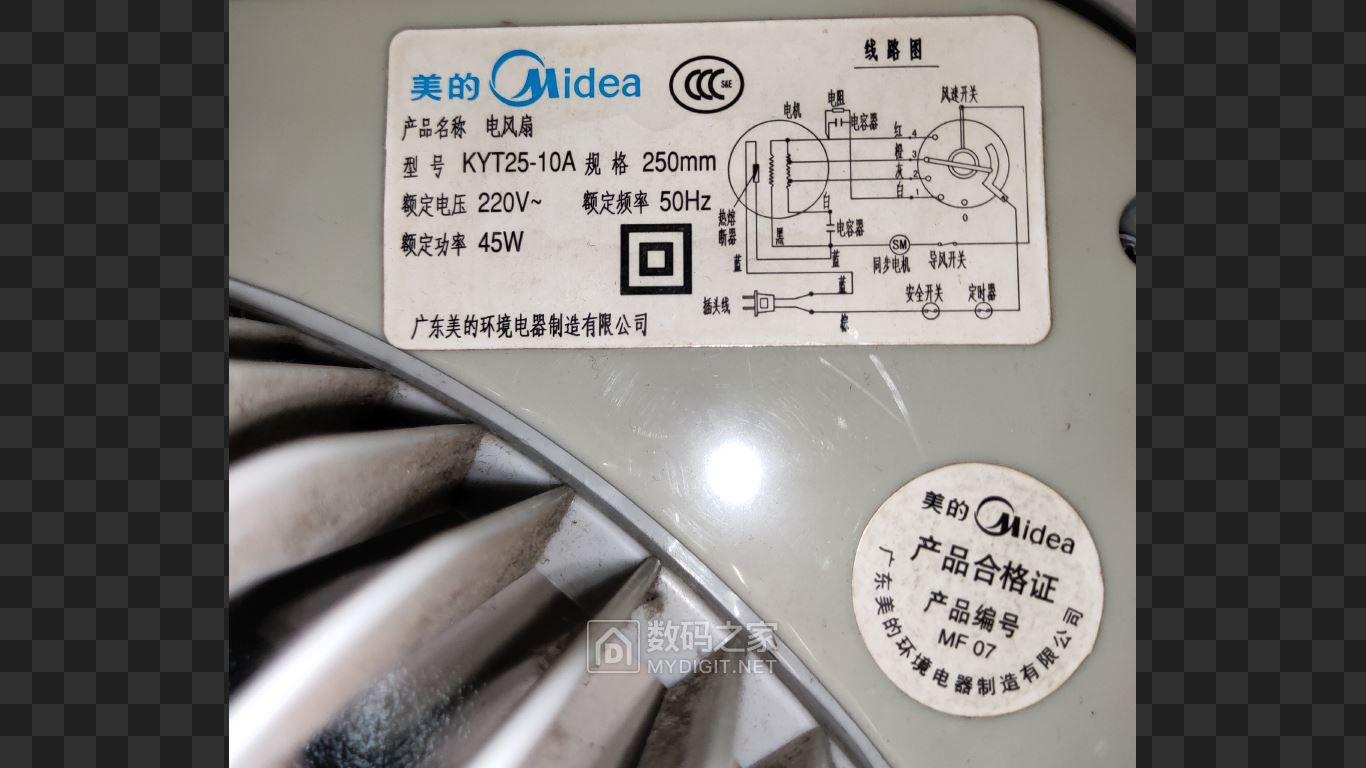 美的 Midea
CCC S&E
产品名称 电风扇
型号 KYT25-10A 规格 250mm
额定电压 220V~ 额定频率 50Hz
额定功率 45W
广东美的环境电器制造有限公司
线路图
风速开关
电阻
电机
电容器
红 4
橙 3
灰 2
白 1
0
白
热熔
断器
黑
电容器
SM
同步电机
导风开关
蓝
蓝
蓝
安全开关
定时器
插头线
棕
美的 Midea
产品合格证
产品编号
MF 07
广东美的环境电器制造有限公司
数码之家
MYDIGIT.NET